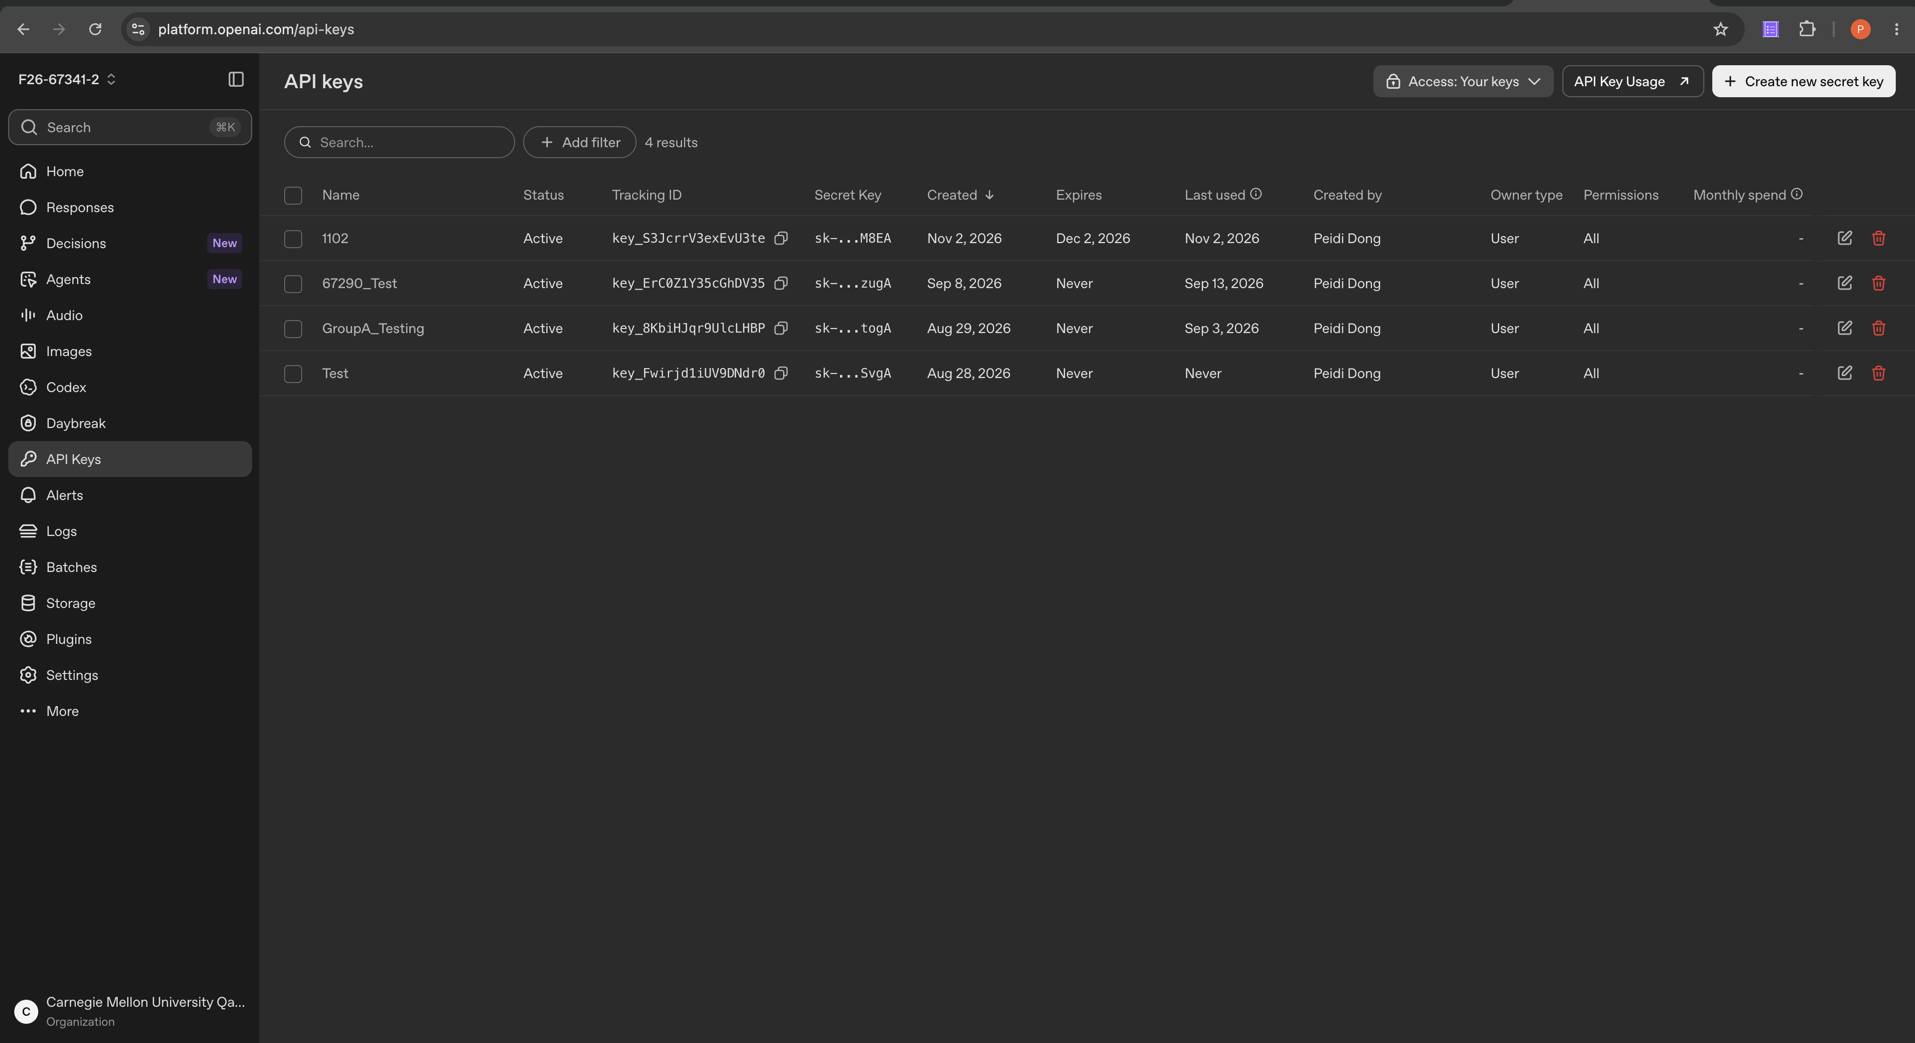 platform.openai.com/api-keys
P
F26-67341-2
Search ⌘K
Home
Responses
Decisions New
Agents New
Audio
Images
Codex
Daybreak
API Keys
Alerts
Logs
Batches
Storage
Plugins
Settings
More
C
Carnegie Mellon University Qa...
Organization
API keys
Access: Your keys
API Key Usage
Create new secret key
Search...
Add filter
4 results
Name Status Tracking ID Secret Key Created Expires Last used Created by Owner type Permissions Monthly spend
1102 Active key_S3JcrrV3exEvU3te sk-...M8EA Nov 2, 2026 Dec 2, 2026 Nov 2, 2026 Peidi Dong User All -
67290_Test Active key_ErC0Z1Y35cGhDV35 sk-...zugA Sep 8, 2026 Never Sep 13, 2026 Peidi Dong User All -
GroupA_Testing Active key_8KbiHJqr9UlcLHBP sk-...togA Aug 29, 2026 Never Sep 3, 2026 Peidi Dong User All -
Test Active key_Fwirjd1iUV9DNdr0 sk-...SvgA Aug 28, 2026 Never Never Peidi Dong User All -